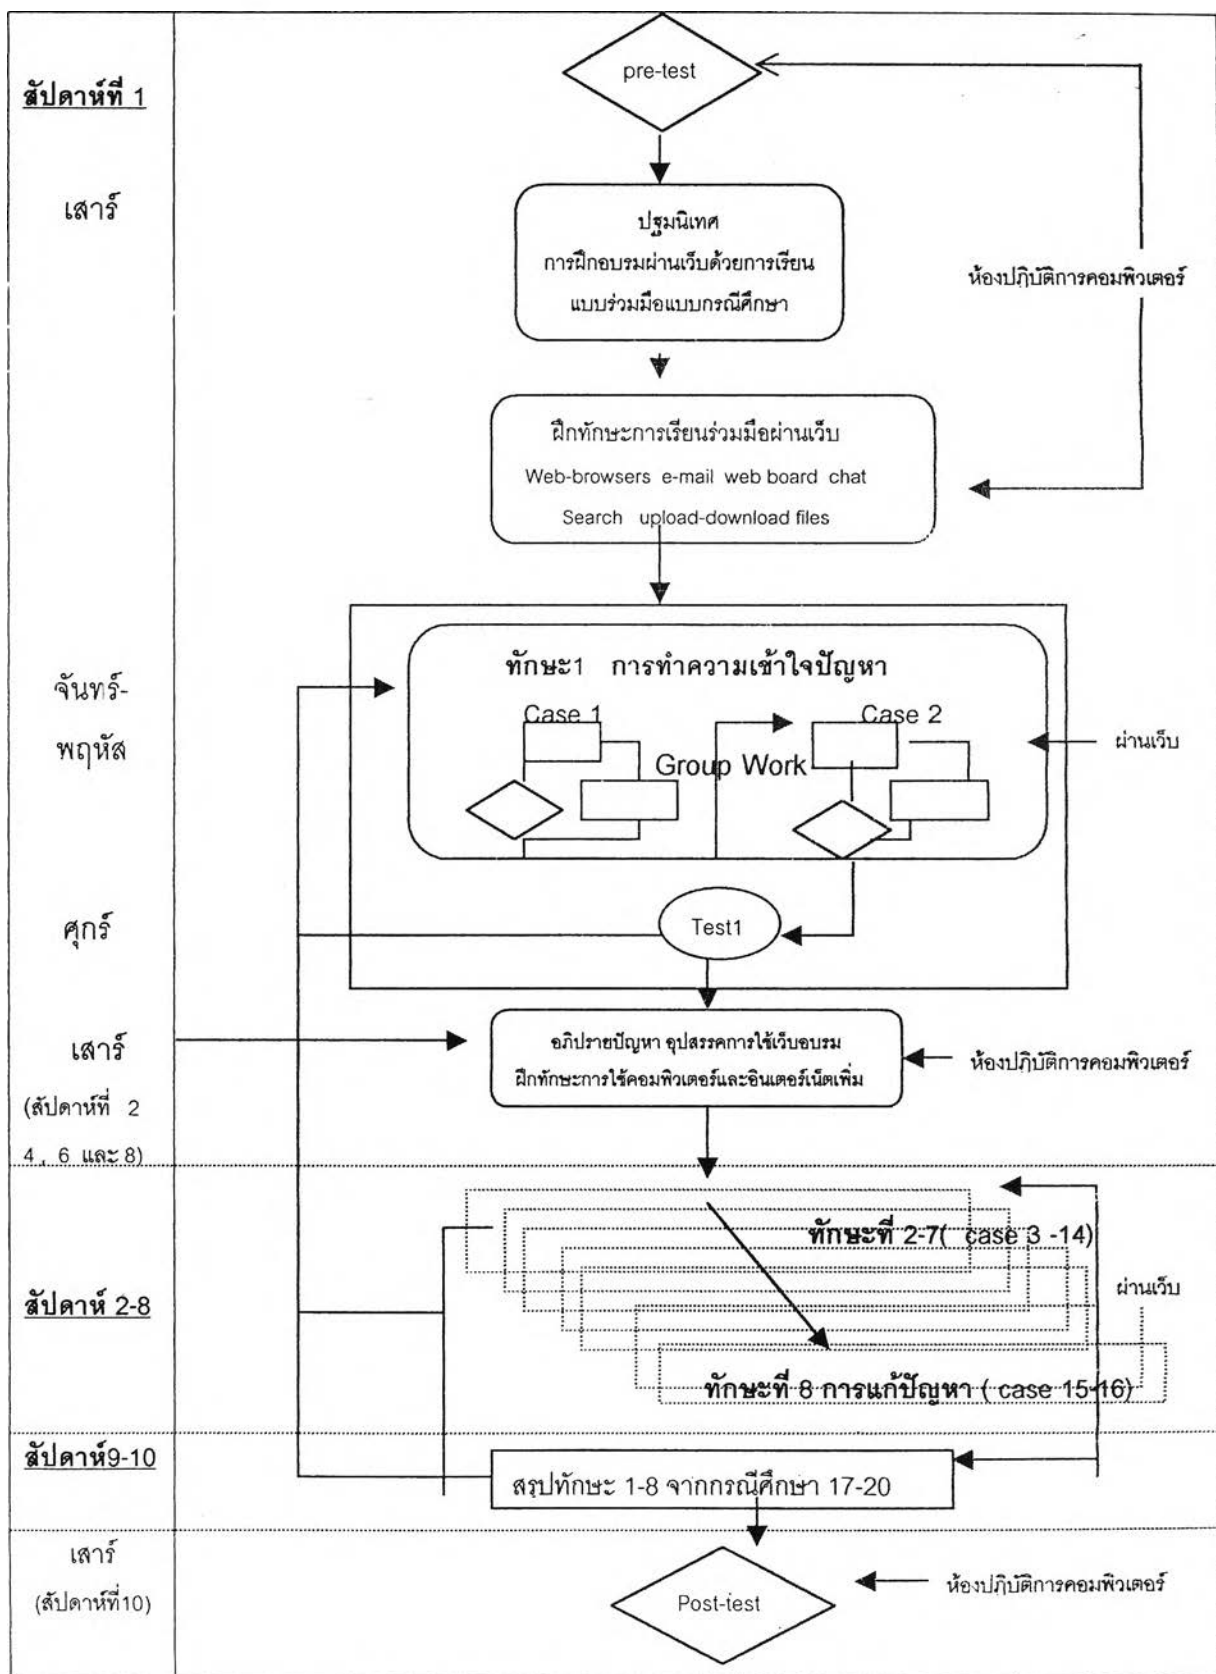 pre-test
สัปดาห์ที่ 1
เสาร์
ปฐมนิเทศ
การฝึกอบรมผ่านเว็บด้วยการเรียน
แบบร่วมมือแบบกรณีศึกษา
ห้องปฏิบัติการคอมพิวเตอร์
ฝึกทักษะการเรียนร่วมมือผ่านเว็บ
Web-browsers e-mail web board chat
Search upload-download files
จันทร์-
พฤหัส
ทักษะ1 การทำความเข้าใจปัญหา
Case 1
Case 2
Group Work
ผ่านเว็บ
ศุกร์
Test1
เสาร์
(สัปดาห์ที่ 2
4 , 6 และ 8)
อภิปรายปัญหา อุปสรรคการใช้เว็บอบรม
ฝึกทักษะการใช้คอมพิวเตอร์และอินเตอร์เน็ตเพิ่ม
ห้องปฏิบัติการคอมพิวเตอร์
สัปดาห์ 2-8
ทักษะที่ 2-7( case 3 -14)
ผ่านเว็บ
ทักษะที่ 8 การแก้ปัญหา ( case 15-16)
สัปดาห์9-10
สรุปทักษะ 1-8 จากกรณีศึกษา 17-20
เสาร์
(สัปดาห์ที่10)
Post-test
ห้องปฏิบัติการคอมพิวเตอร์